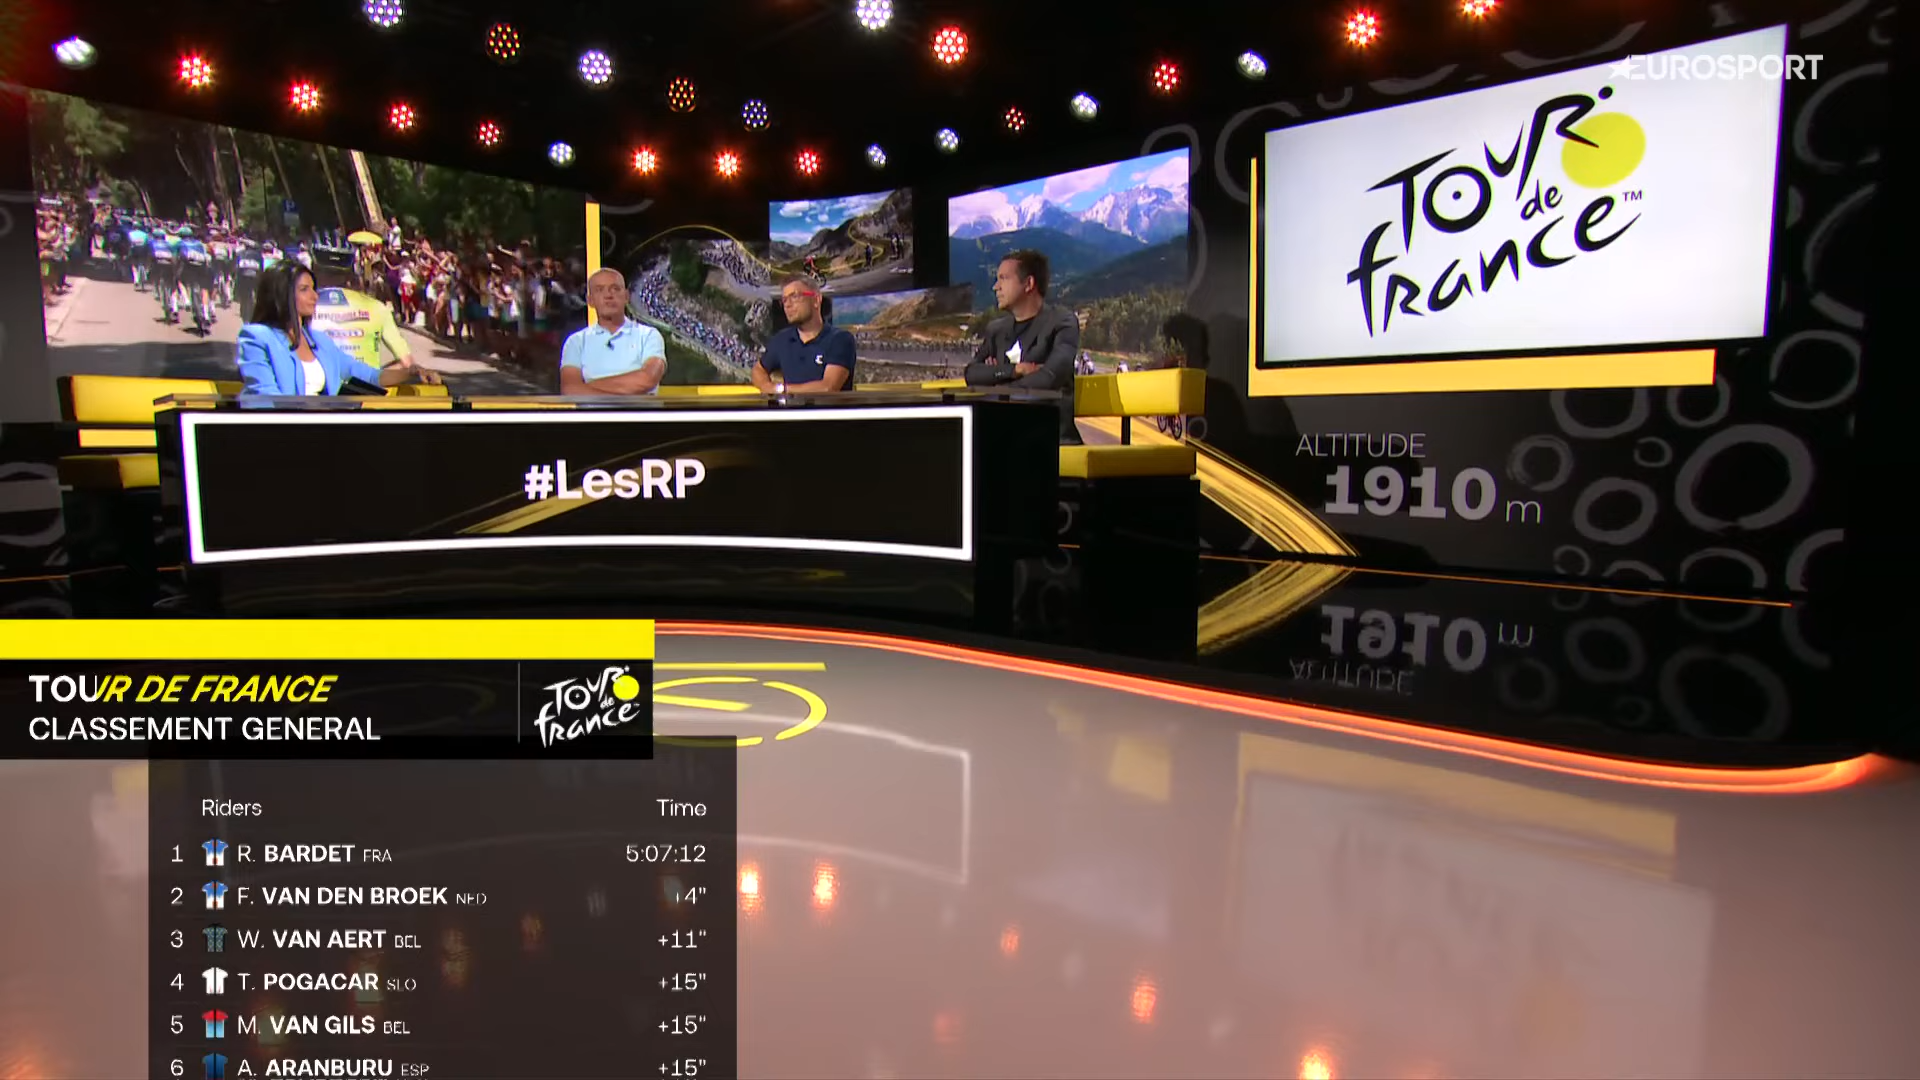 EUROSPORT
TOUR
de
france™
#LesRP
ALTITUDE
1910 m
TOUR DE FRANCE
CLASSEMENT GENERAL
TOUR
de
france
Riders Time
1 R. BARDET FRA 5:07:12
2 F. VAN DEN BROEK NED +4"
3 W. VAN AERT BEL +11"
4 T. POGACAR SLO +15"
5 M. VAN GILS BEL +15"
6 A. ARANBURU ESP +15"